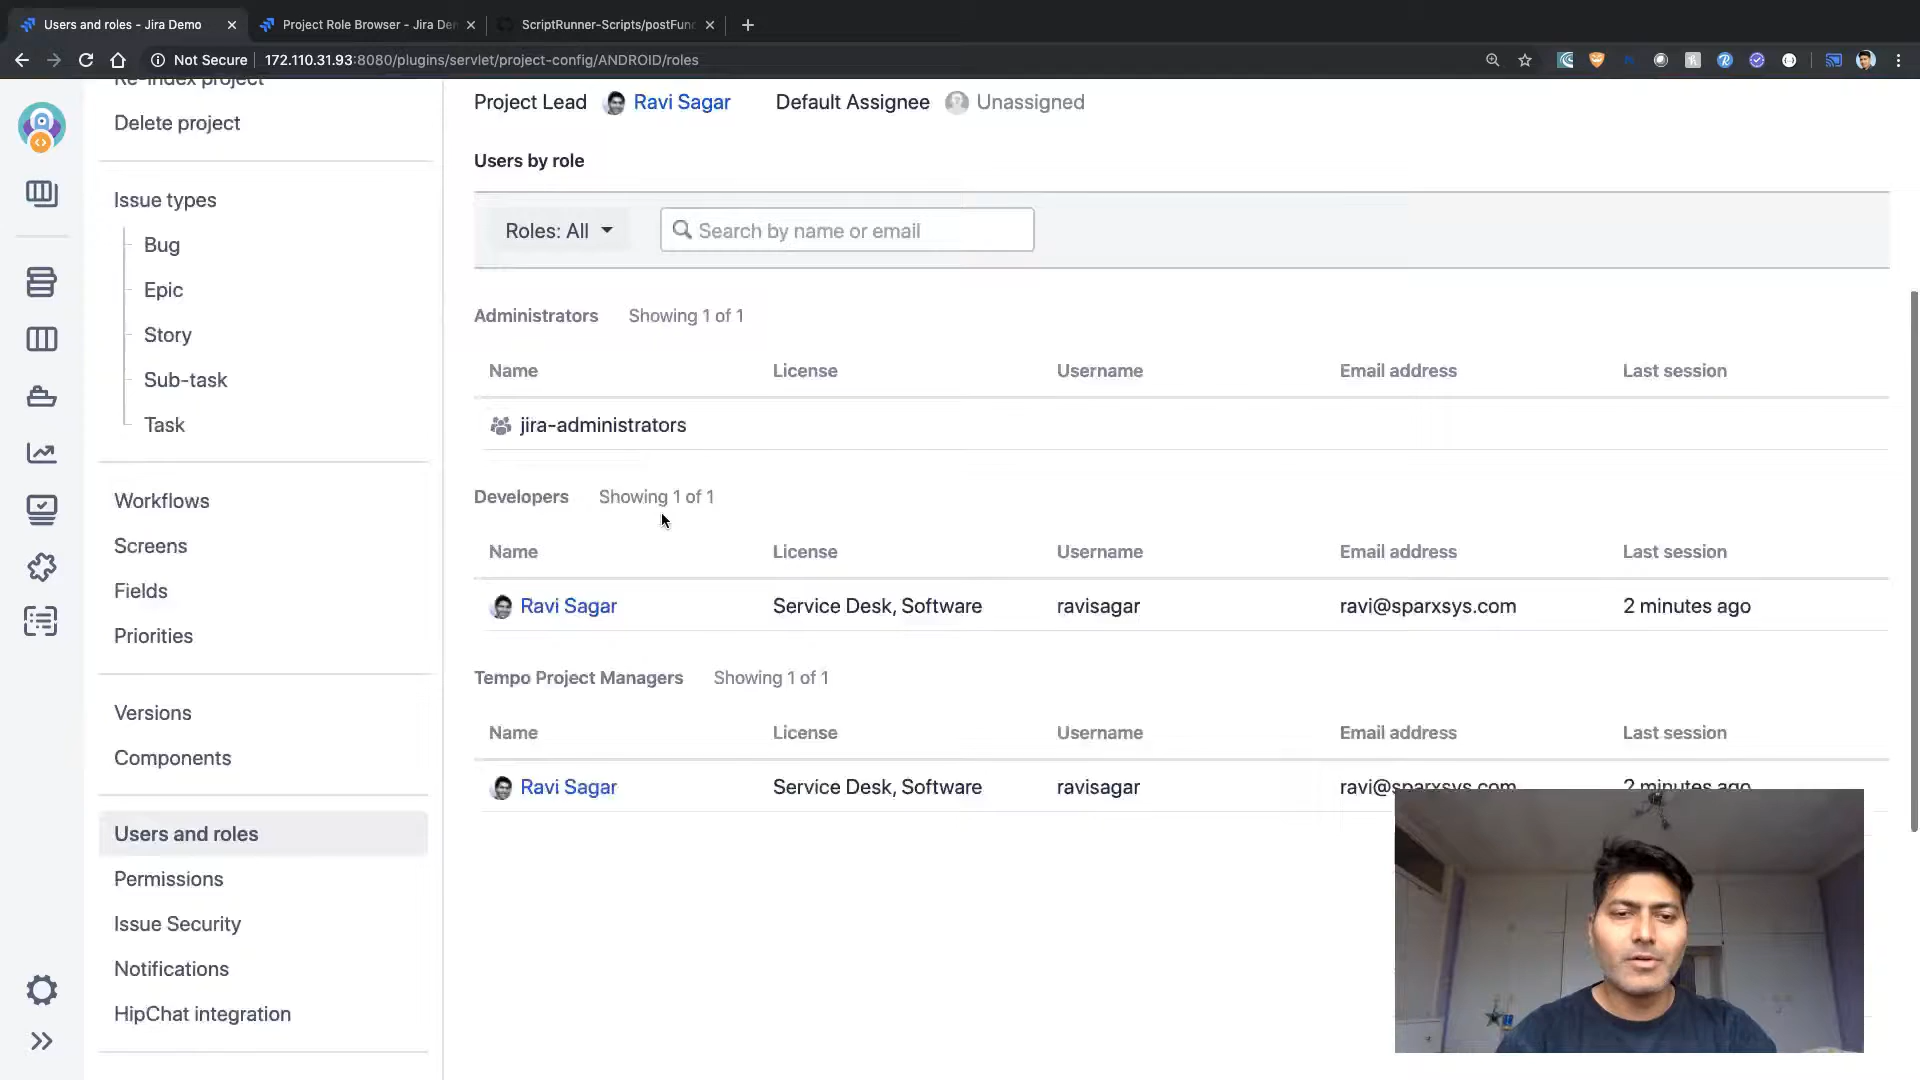 Users and roles - Jira Demo
Project Role Browser - Jira De
ScriptRunner-Scripts/postFun
Not Secure
172.110.31.93:8080/plugins/servlet/project-config/ANDROID/roles
Re-index project
Delete project
Issue types
Bug
Epic
Story
Sub-task
Task
Workflows
Screens
Fields
Priorities
Versions
Components
Users and roles
Permissions
Issue Security
Notifications
HipChat integration
Project Lead Ravi Sagar Default Assignee Unassigned
Users by role
Roles: All Search by name or email
Administrators Showing 1 of 1
Name License Username Email address Last session
jira-administrators
Developers Showing 1 of 1
Name License Username Email address Last session
Ravi Sagar Service Desk, Software ravisagar ravi@sparxsys.com 2 minutes ago
Tempo Project Managers Showing 1 of 1
Name License Username Email address Last session
Ravi Sagar Service Desk, Software ravisagar ravi@sparxsys.com 2 minutes ago